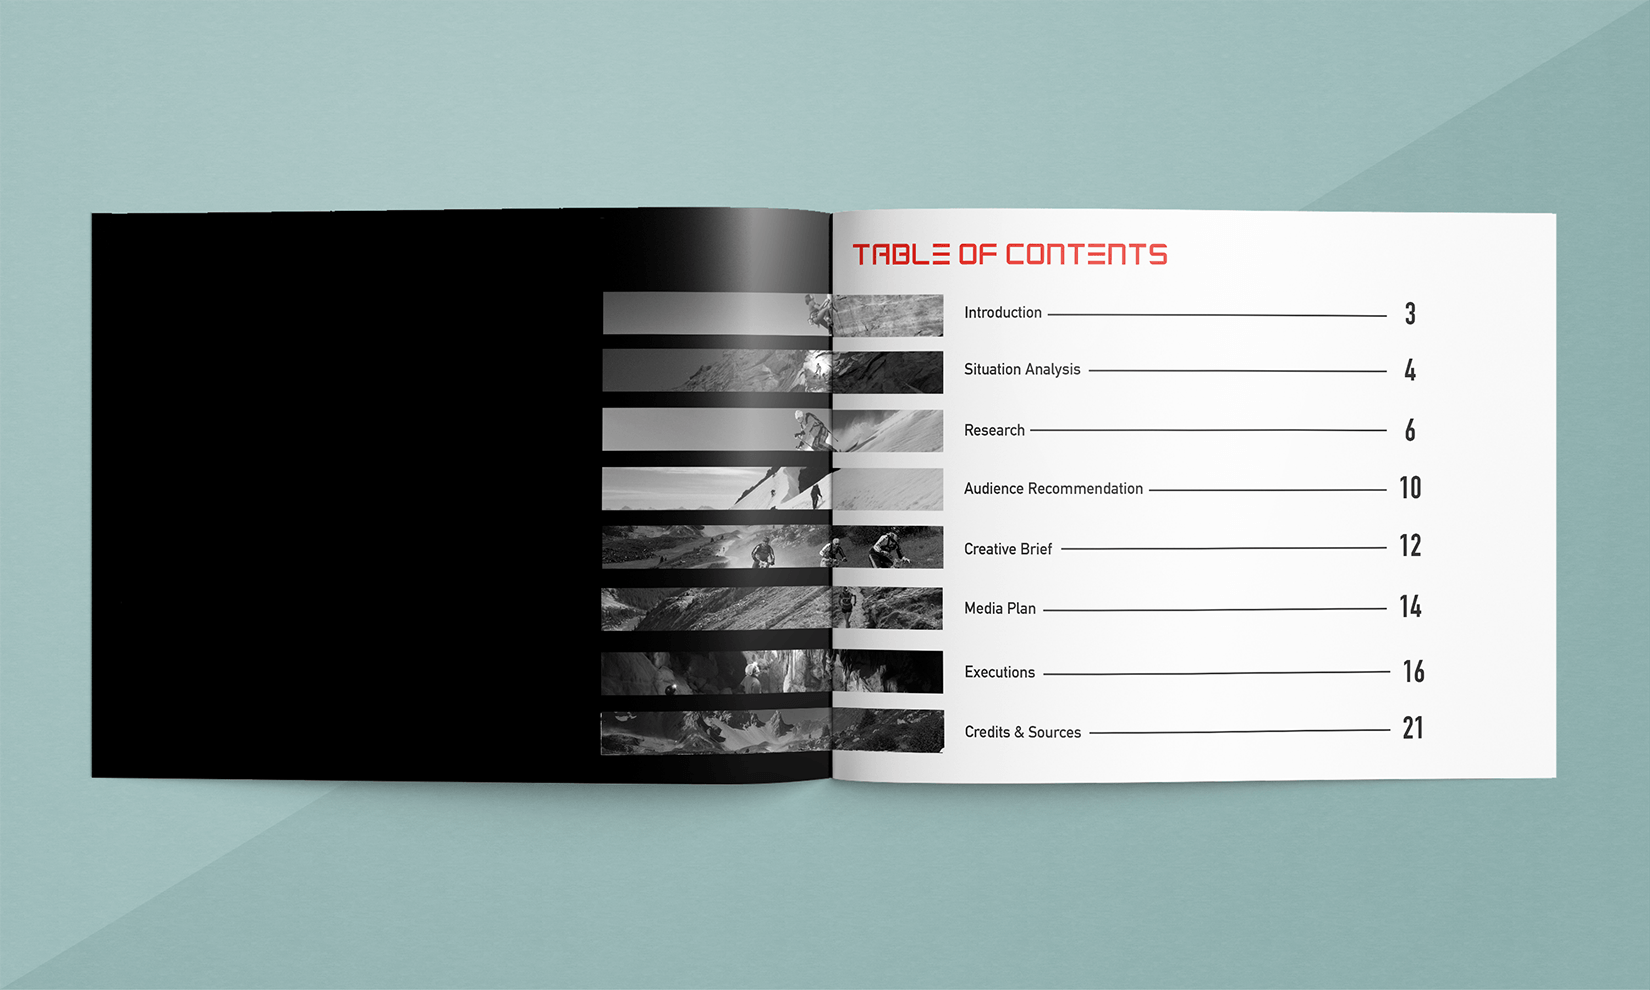 TABLE OF CONTENTS
Introduction 3
Situation Analysis 4
Research 6
Audience Recommendation 10
Creative Brief 12
Media Plan 14
Executions 16
Credits & Sources 21